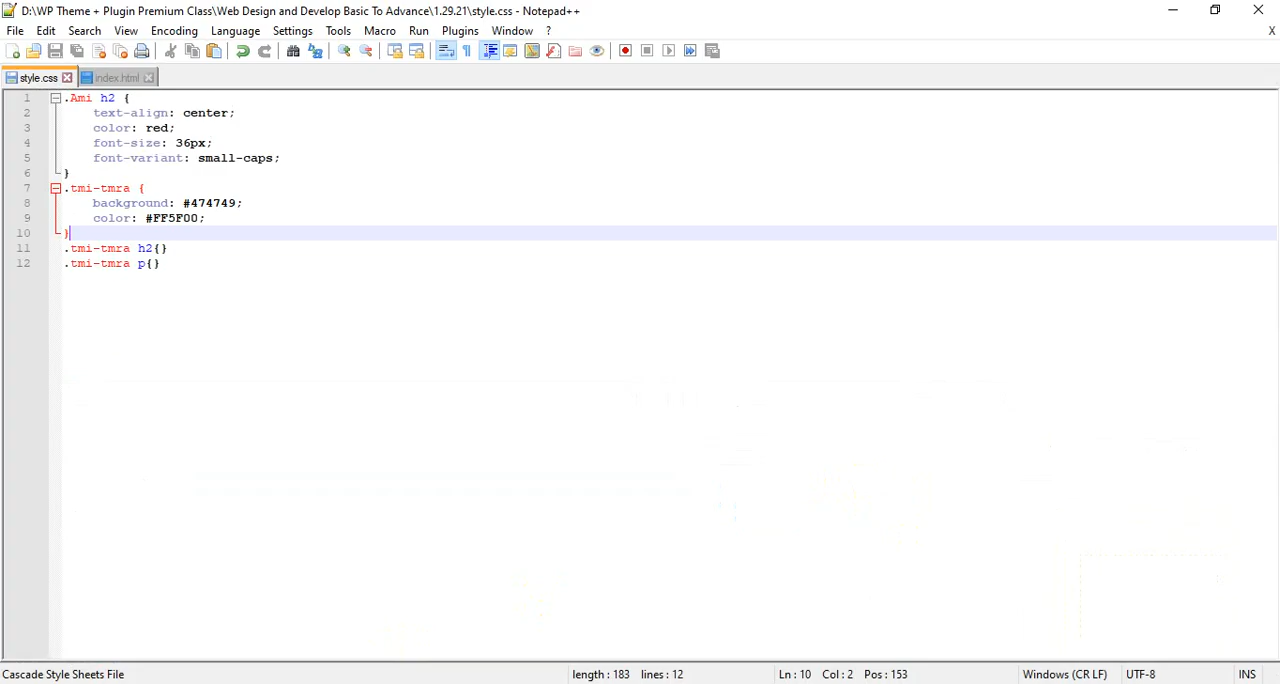 D:\WP Theme + Plugin Premium Class\Web Design and Develop Basic To Advance\1.29.21\style.css - Notepad++
File Edit Search View Encoding Language Settings Tools Macro Run Plugins Window ? X
style.css index.html
1 .Ami h2 {
2 text-align: center;
3 color: red;
4 font-size: 36px;
5 font-variant: small-caps;
6 }
7 .tmi-tmra {
8 background: #474749;
9 color: #FF5F00;
10 }
11 .tmi-tmra h2{}
12 .tmi-tmra p{}
Cascade Style Sheets File length : 183 lines : 12 Ln : 10 Col : 2 Pos : 153 Windows (CR LF) UTF-8 INS